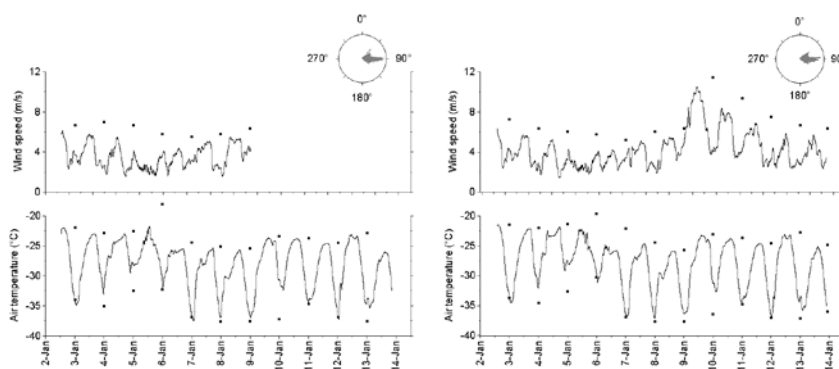 0°
270°
90°
180°
12
8
4
0
Wind speed (m/s)
-20
-25
-30
-35
-40
Air temperature (°C)
2-Jan
3-Jan
4-Jan
5-Jan
6-Jan
7-Jan
8-Jan
9-Jan
10-Jan
11-Jan
12-Jan
13-Jan
14-Jan
0°
270°
90°
180°
12
8
4
0
Wind speed (m/s)
-20
-25
-30
-35
-40
Air temperature (°C)
2-Jan
3-Jan
4-Jan
5-Jan
6-Jan
7-Jan
8-Jan
9-Jan
10-Jan
11-Jan
12-Jan
13-Jan
14-Jan